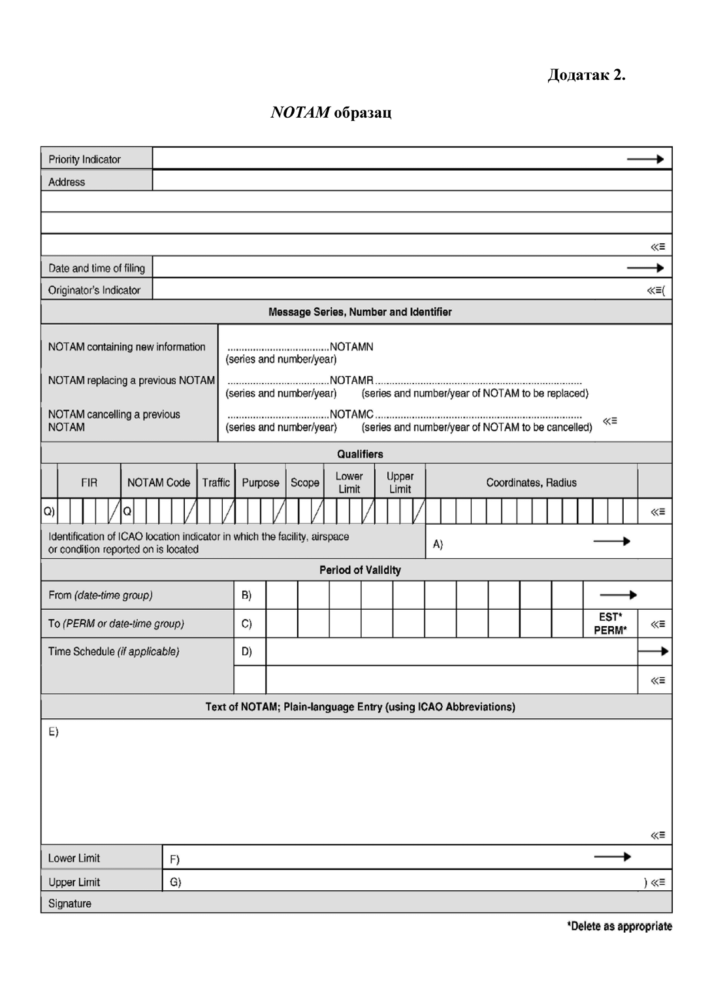 Додатак 2.
NOTAM образац
Priority Indicator →
Address
≪≡
Date and time of filing →
Originator's Indicator ≪≡(
Message Series, Number and Identifier
NOTAM containing new information ....................................NOTAMN
(series and number/year)
NOTAM replacing a previous NOTAM ....................................NOTAMR..........................................................................
(series and number/year) (series and number/year of NOTAM to be replaced)
NOTAM cancelling a previous NOTAM ....................................NOTAMC.......................................................................... ≪≡
(series and number/year) (series and number/year of NOTAM to be cancelled)
Qualifiers
FIR NOTAM Code Traffic Purpose Scope Lower Limit Upper Limit Coordinates, Radius
Q) Q ≪≡
Identification of ICAO location indicator in which the facility, airspace
or condition reported on is located A) →
Period of Validity
From (date-time group) B) →
To (PERM or date-time group) C) EST* PERM* ≪≡
Time Schedule (if applicable) D) →
≪≡
Text of NOTAM; Plain-language Entry (using ICAO Abbreviations)
E)
≪≡
Lower Limit F) →
Upper Limit G) ) ≪≡
Signature
*Delete as appropriate